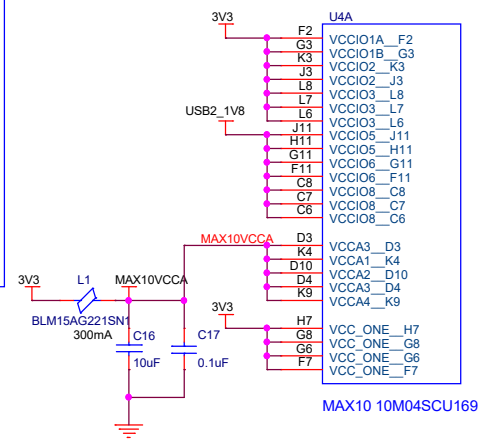 3V3
U4A
F2 VCCIO1A__F2
G3 VCCIO1B__G3
K3 VCCIO2__K3
J3 VCCIO2__J3
L8 VCCIO3__L8
L7 VCCIO3__L7
L6 VCCIO3__L6
USB2_1V8
J11 VCCIO5__J11
H11 VCCIO5__H11
G11 VCCIO6__G11
F11 VCCIO6__F11
C8 VCCIO8__C8
C7 VCCIO8__C7
C6 VCCIO8__C6
MAX10VCCA
D3 VCCA3__D3
K4 VCCA1__K4
D10 VCCA2__D10
D4 VCCA3__D4
K9 VCCA4__K9
3V3
L1
MAX10VCCA
BLM15AG221SN1
300mA
C16
10uF
C17
0.1uF
3V3
H7 VCC_ONE__H7
G8 VCC_ONE__G8
G6 VCC_ONE__G6
F7 VCC_ONE__F7
MAX10 10M04SCU169